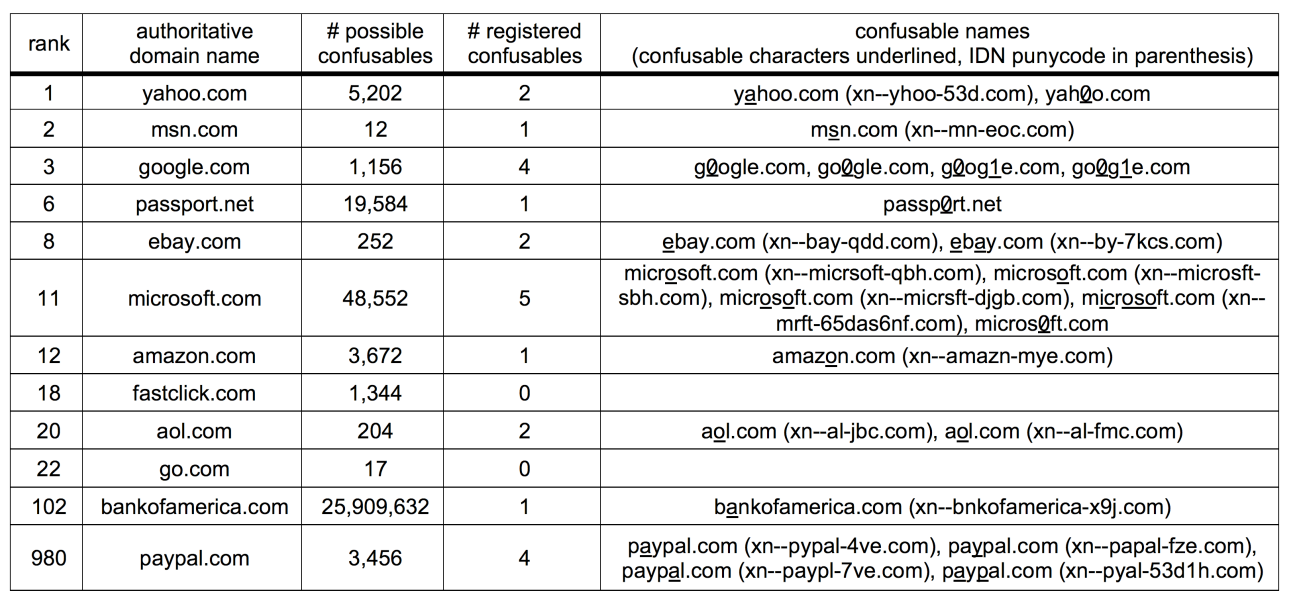 rank
authoritative domain name
# possible confusables
# registered confusables
confusable names
(confusable characters underlined, IDN punycode in parenthesis)
1 yahoo.com 5,202 2 yahoo.com (xn--yhoo-53d.com), yah0o.com
2 msn.com 12 1 msn.com (xn--mn-eoc.com)
3 google.com 1,156 4 g0ogle.com, go0gle.com, g0og1e.com, go0g1e.com
6 passport.net 19,584 1 passp0rt.net
8 ebay.com 252 2 ebay.com (xn--bay-qdd.com), ebay.com (xn--by-7kcs.com)
11 microsoft.com 48,552 5 microsoft.com (xn--micrsoft-qbh.com), microsoft.com (xn--microsft-
sbh.com), microsoft.com (xn--micrsft-djgb.com), microsoft.com (xn--
mrft-65das6nf.com), micros0ft.com
12 amazon.com 3,672 1 amazon.com (xn--amazn-mye.com)
18 fastclick.com 1,344 0
20 aol.com 204 2 aol.com (xn--al-jbc.com), aol.com (xn--al-fmc.com)
22 go.com 17 0
102 bankofamerica.com 25,909,632 1 bankofamerica.com (xn--bnkofamerica-x9j.com)
980 paypal.com 3,456 4 paypal.com (xn--pypal-4ve.com), paypal.com (xn--papal-fze.com),
paypal.com (xn--paypl-7ve.com), paypal.com (xn--pyal-53d1h.com)